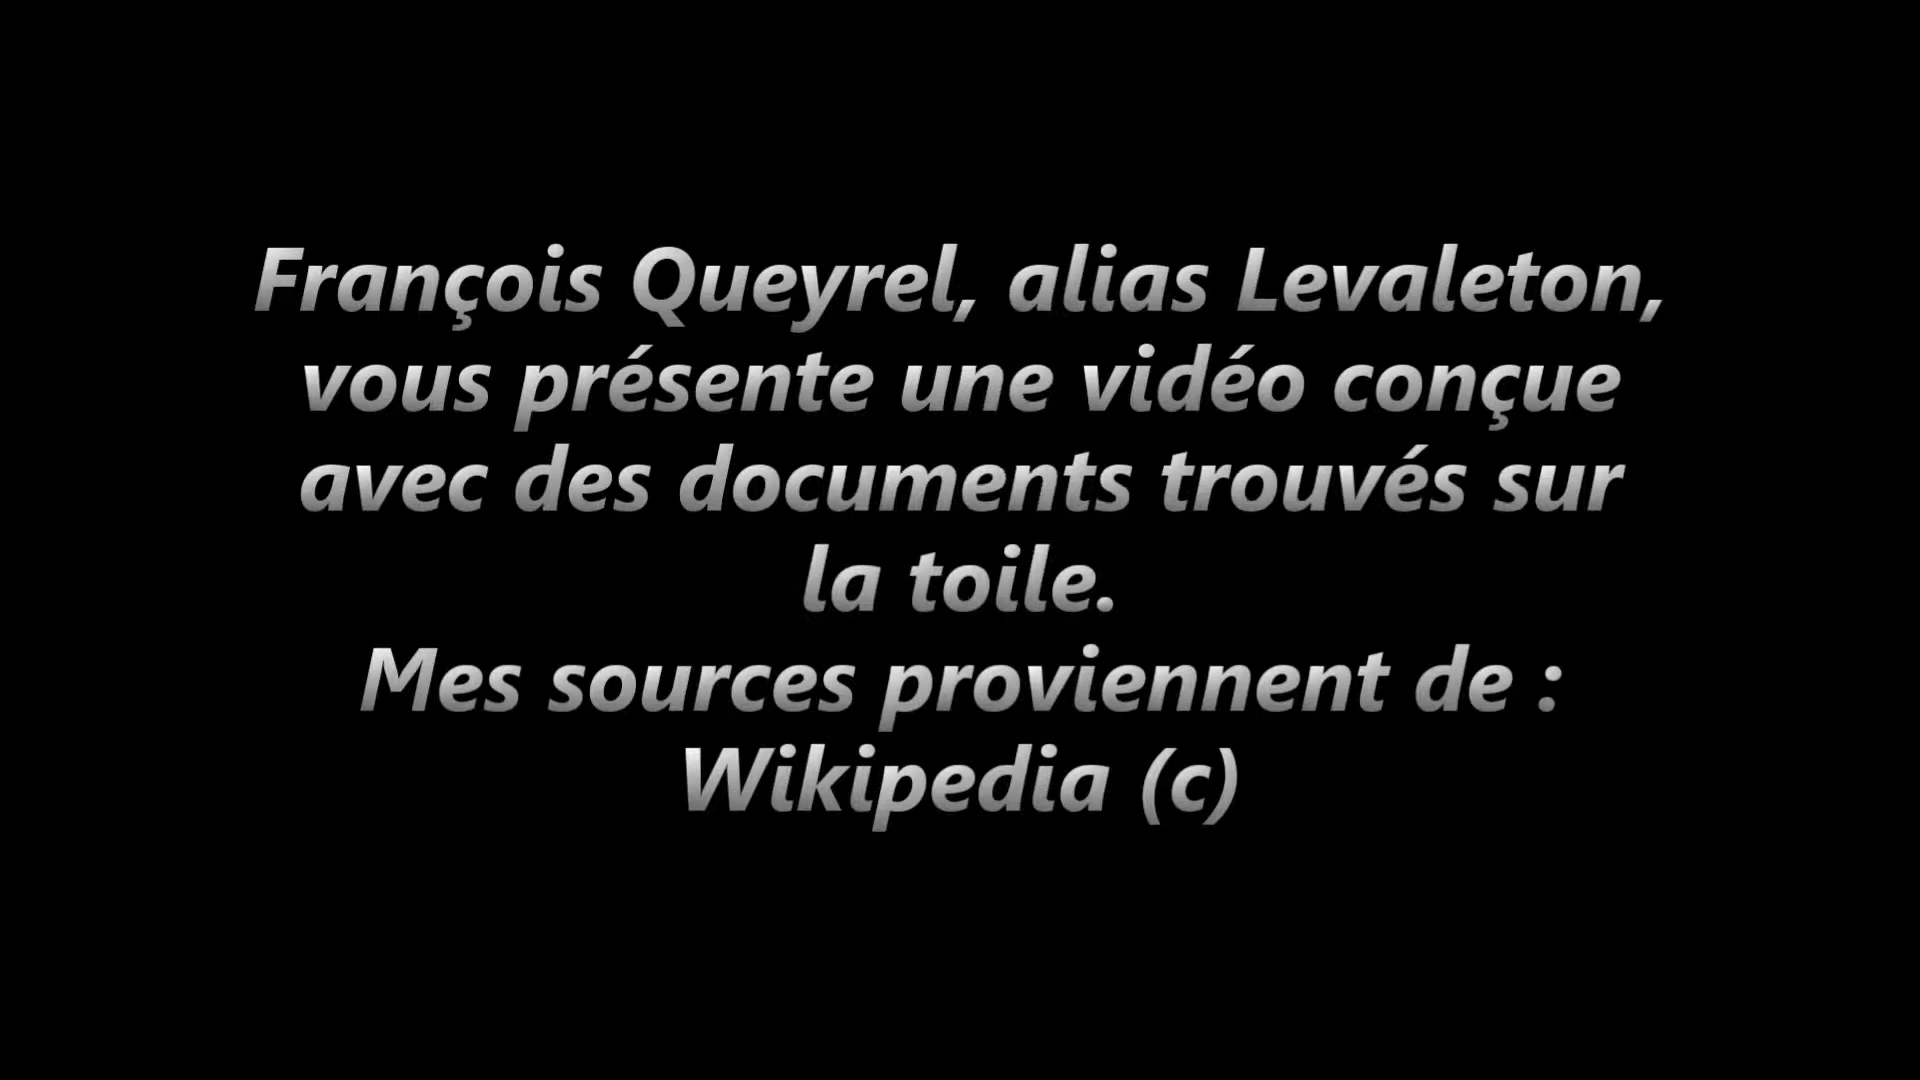 François Queyrel, alias Levaleton,
vous présente une vidéo conçue
avec des documents trouvés sur
la toile.
Mes sources proviennent de :
Wikipedia (c)